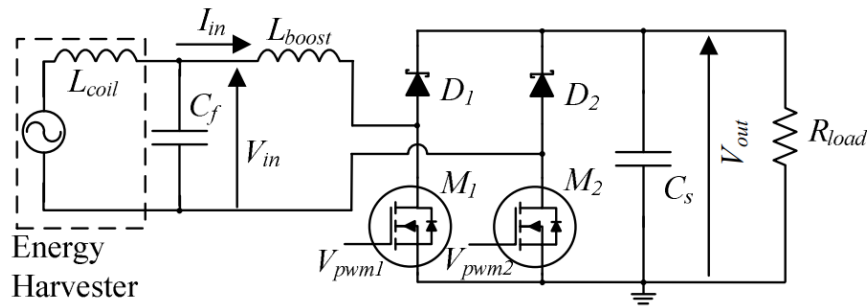 I_in
L_boost
L_coil
C_f
V_in
D_1
D_2
M_1
M_2
V_pwm1
V_pwm2
C_s
V_out
R_load
Energy
Harvester